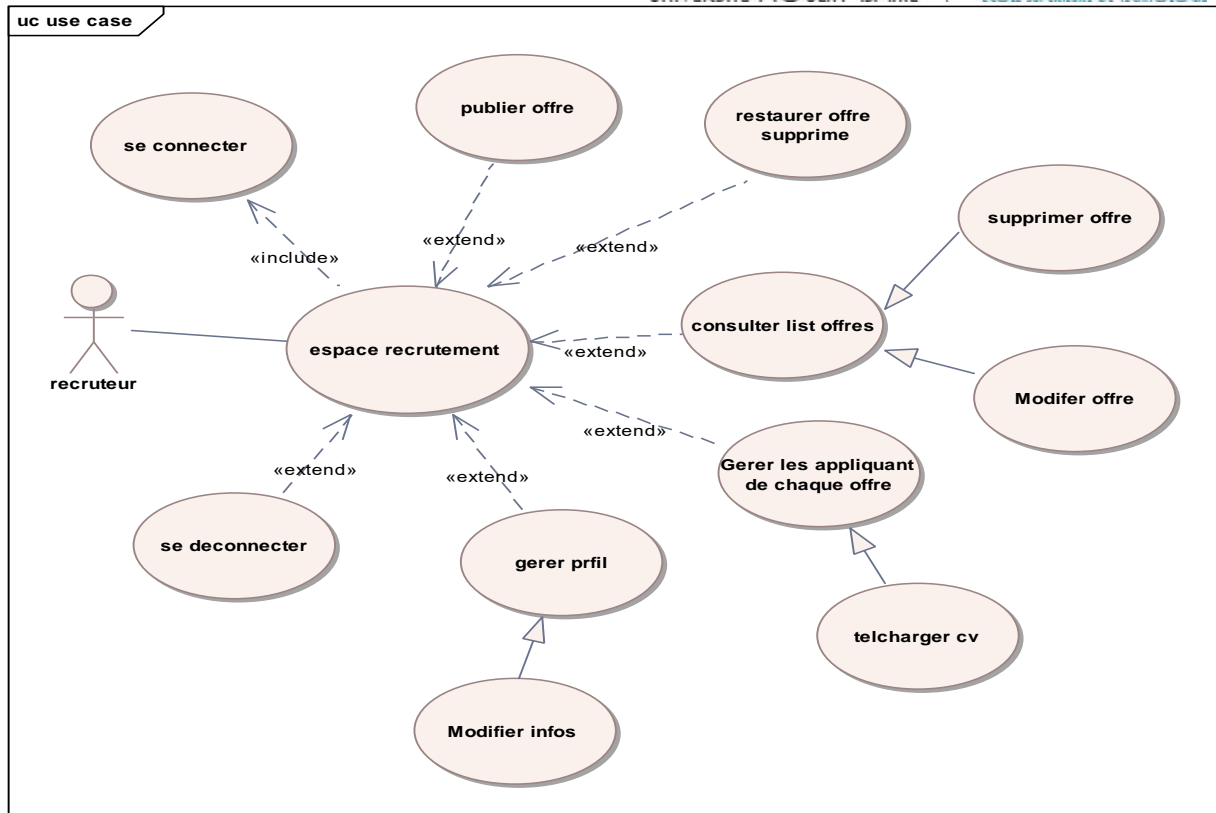 uc use case
se connecter
publier offre
restaurer offre
supprime
supprimer offre
«include»
«extend»
«extend»
recruteur
espace recrutement
consulter list offres
«extend»
Modifer offre
«extend»
Gerer les appliquant
de chaque offre
«extend»
«extend»
se deconnecter
gerer prfil
telcharger cv
Modifier infos